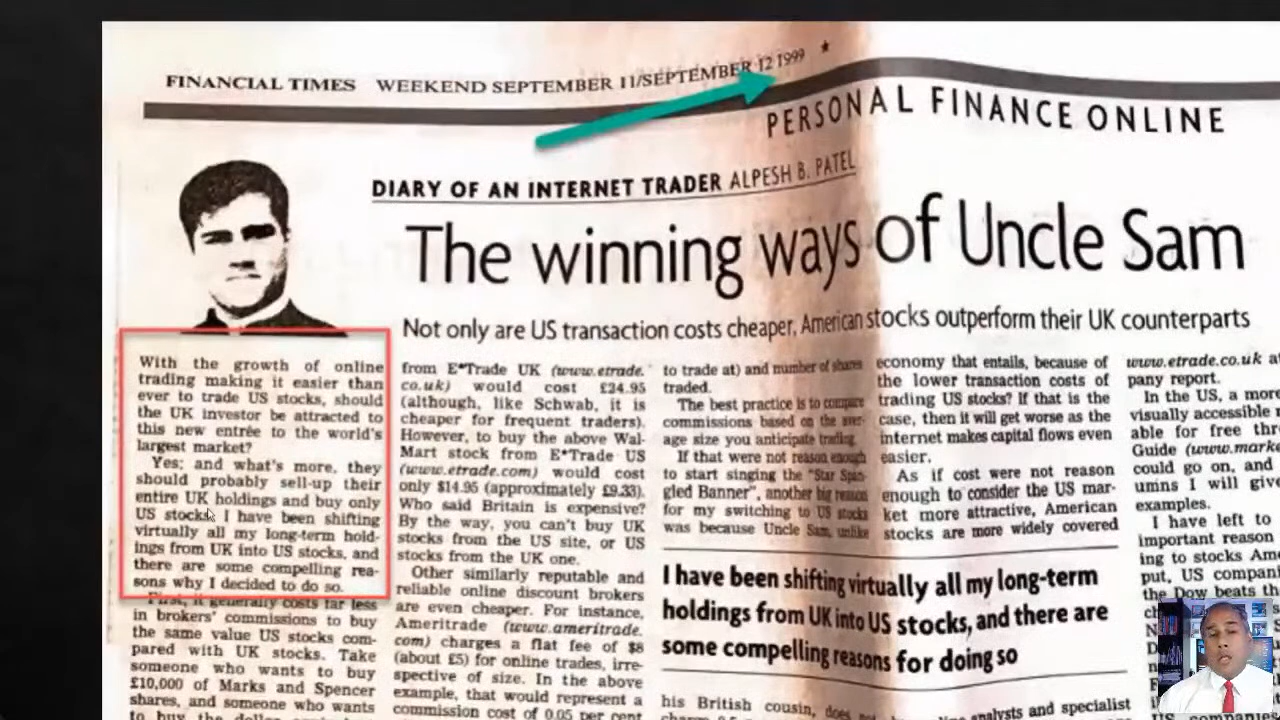 FINANCIAL TIMES WEEKEND SEPTEMBER 11/SEPTEMBER 12 1999 ★
PERSONAL FINANCE ONLINE
DIARY OF AN INTERNET TRADER ALPESH B. PATEL
The winning ways of Uncle Sam
Not only are US transaction costs cheaper, American stocks outperform their UK counterparts
With the growth of online
trading making it easier than
ever to trade US stocks, should
the UK investor be attracted to
this new entrée to the world's
largest market?
Yes; and what's more, they
should probably sell-up their
entire UK holdings and buy only
US stocks. I have been shifting
virtually all my long-term hold-
ings from UK into US stocks, and
there are some compelling rea-
sons why I decided to do so.
First, it generally costs far less
in brokers' commissions to buy
the same value US stocks com-
pared with UK stocks. Take
someone who wants to buy
£10,000 of Marks and Spencer
shares, and someone who wants
to buy the dollar
from E*Trade UK (www.etrade.
co.uk) would cost £24.95
(although, like Schwab, it is
cheaper for frequent traders).
However, to buy the above Wal-
Mart stock from E*Trade US
(www.etrade.com) would cost
only $14.95 (approximately £9.33).
Who said Britain is expensive?
By the way, you can't buy UK
stocks from the US site, or US
stocks from the UK one.
Other similarly reputable and
reliable online discount brokers
are even cheaper. For instance,
Ameritrade (www.ameritrade.
com) charges a flat fee of $8
(about £5) for online trades, irre-
spective of size. In the above
example, that would represent a
commission cost of 0.05 per cent
to trade at) and number of shares
traded.
The best practice is to compare
commissions based on the aver-
age size you anticipate trading.
If that were not reason enough
to start singing the "Star Span-
gled Banner", another big reason
for my switching to US stocks
was because Uncle Sam, unlike
I have been shifting virtually all my long-term
holdings from UK into US stocks, and there are
some compelling reasons for doing so
his British cousin, does
economy that entails, because of
the lower transaction costs of
trading US stocks? If that is the
case, then it will get worse as the
internet makes capital flows even
easier.
As if cost were not reason
enough to consider the US mar-
ket more attractive, American
stocks are more widely covered
analysts and specialist
www.etrade.co.uk
pany report.
In the US, a more
visually accessible
able for free
Guide (www.
could go on, and
umns I will give
examples.
I have left to
important reason
ing to stocks
put, US
the Dow beats